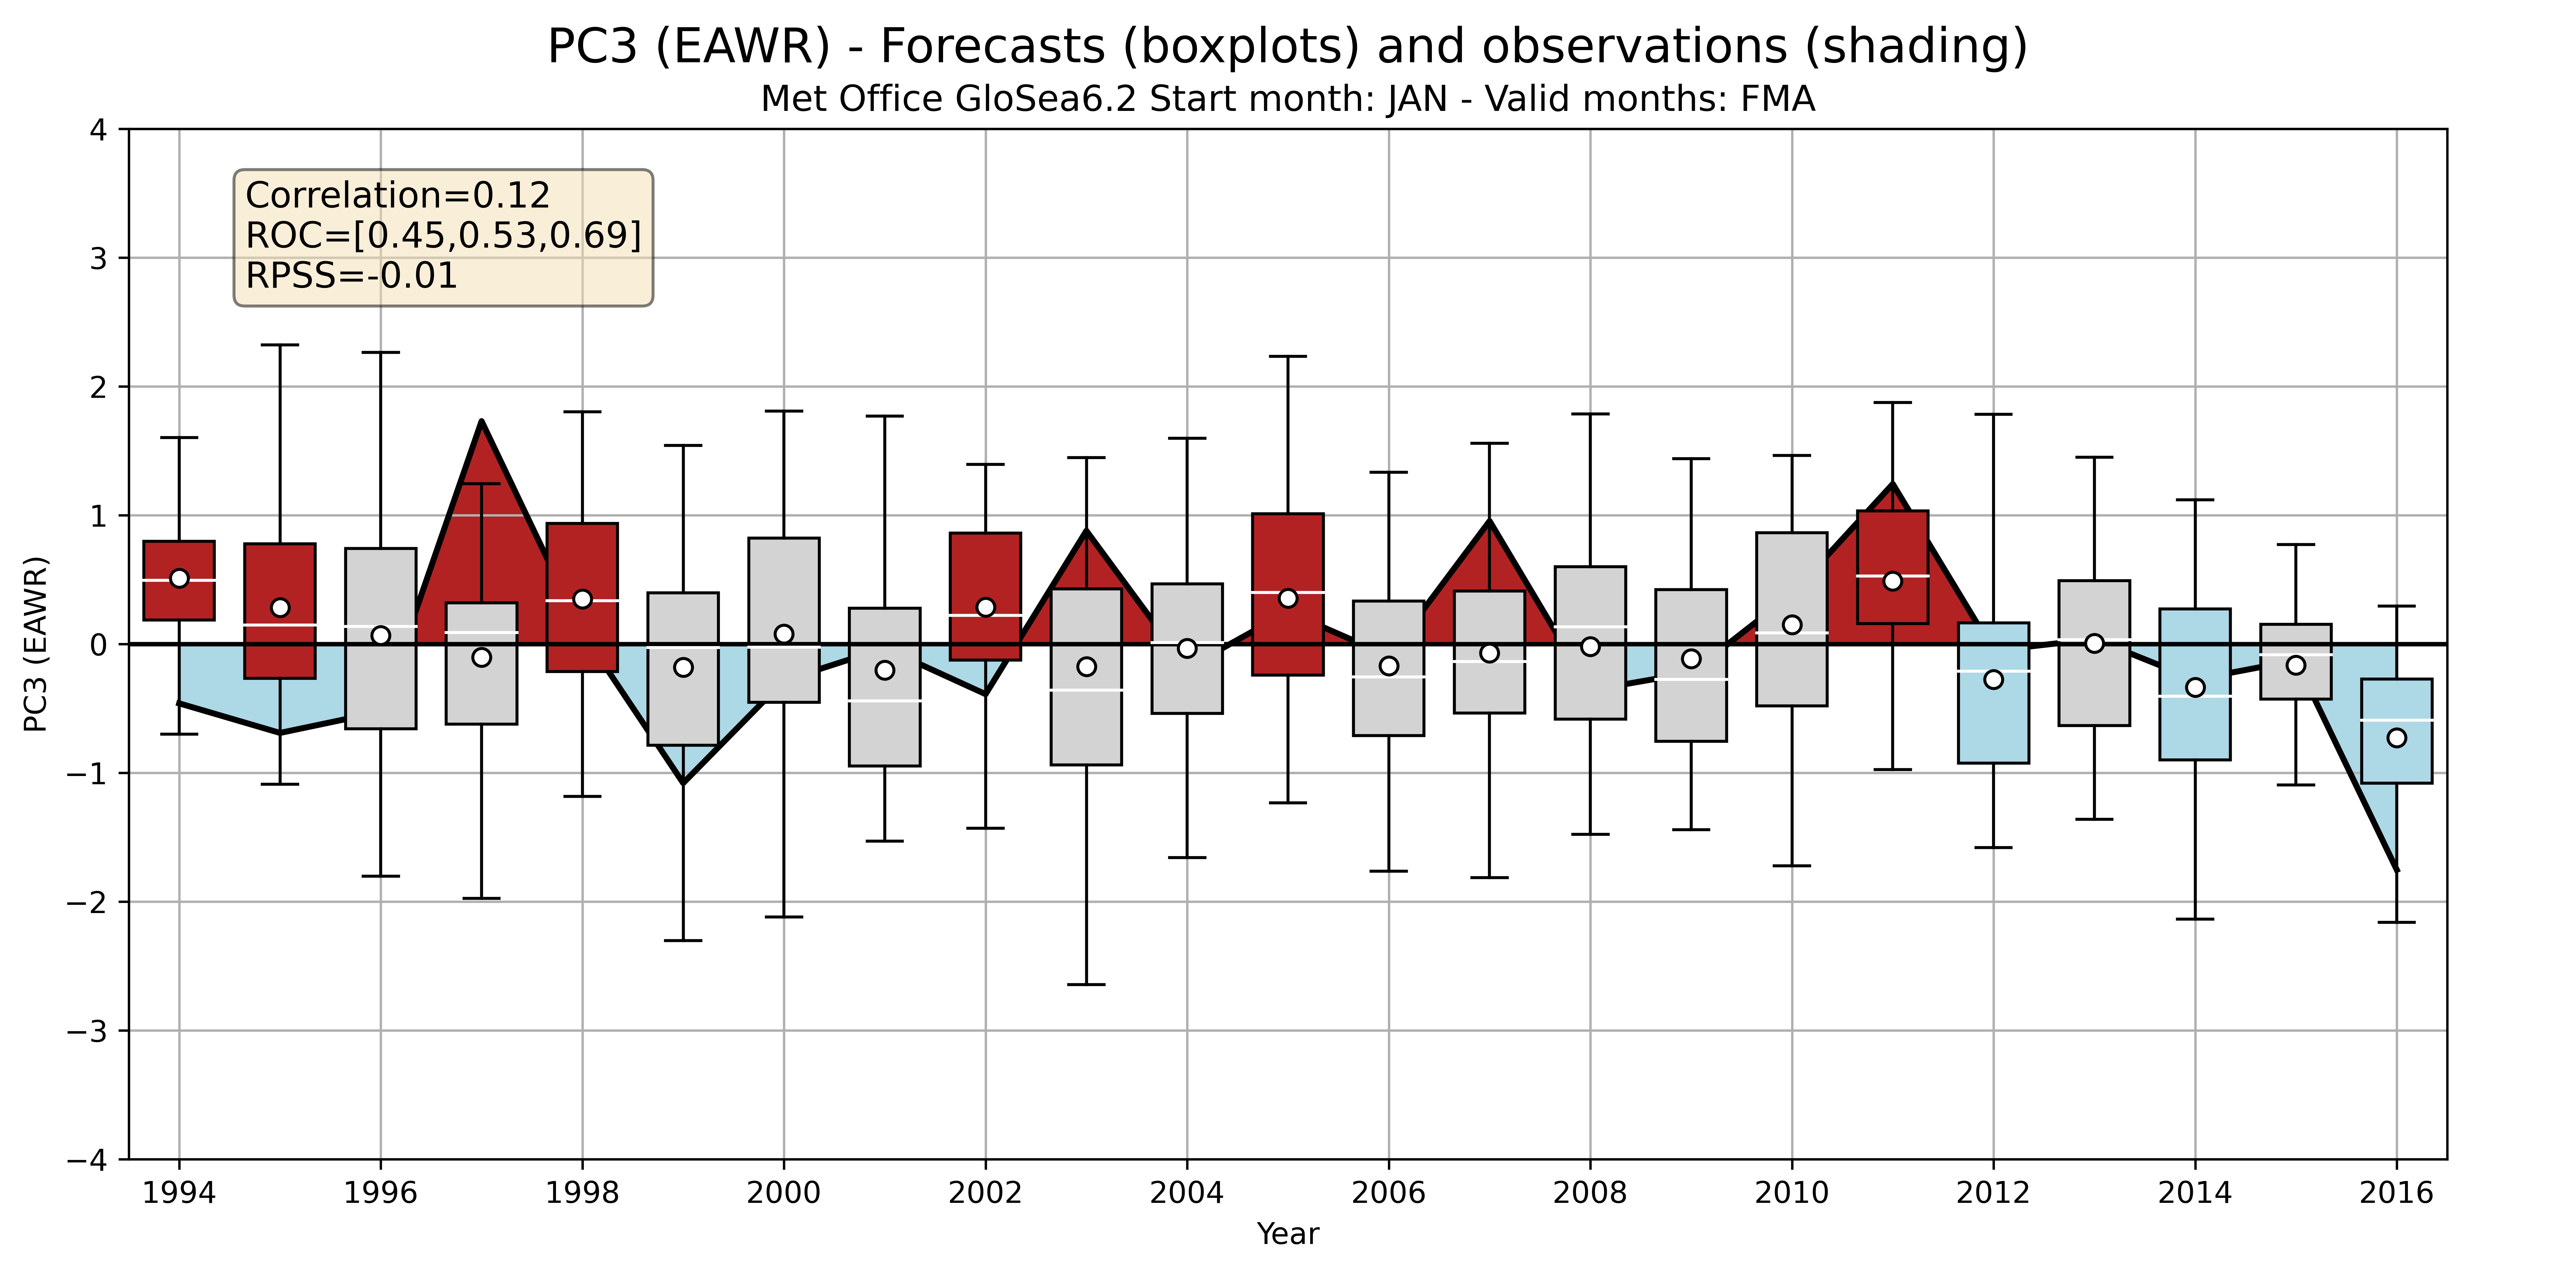 PC3 (EAWR) - Forecasts (boxplots) and observations (shading)
Met Office GloSea6.2 Start month: JAN - Valid months: FMA
Correlation=0.12
ROC=[0.45,0.53,0.69]
RPSS=-0.01
PC3 (EAWR)
4
3
2
1
0
−1
−2
−3
−4
1994 1996 1998 2000 2002 2004 2006 2008 2010 2012 2014 2016
Year